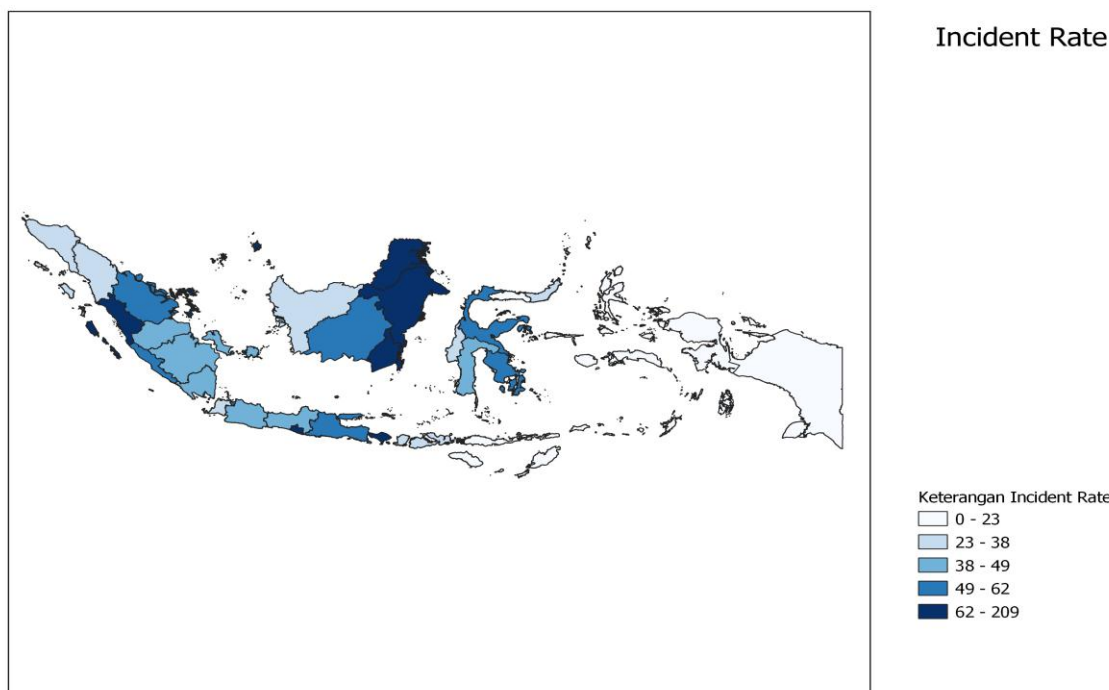 Incident Rate
Keterangan Incident Rate
0 - 23
23 - 38
38 - 49
49 - 62
62 - 209